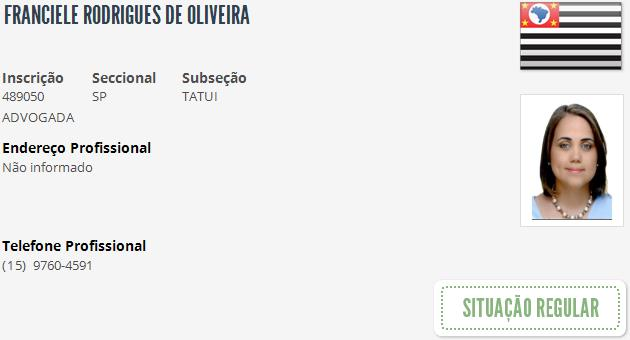 FRANCIELE RODRIGUES DE OLIVEIRA
Inscrição Seccional Subseção
489050 SP TATUI
ADVOGADA
Endereço Profissional
Não informado
Telefone Profissional
(15) 9760-4591
SITUAÇÃO REGULAR